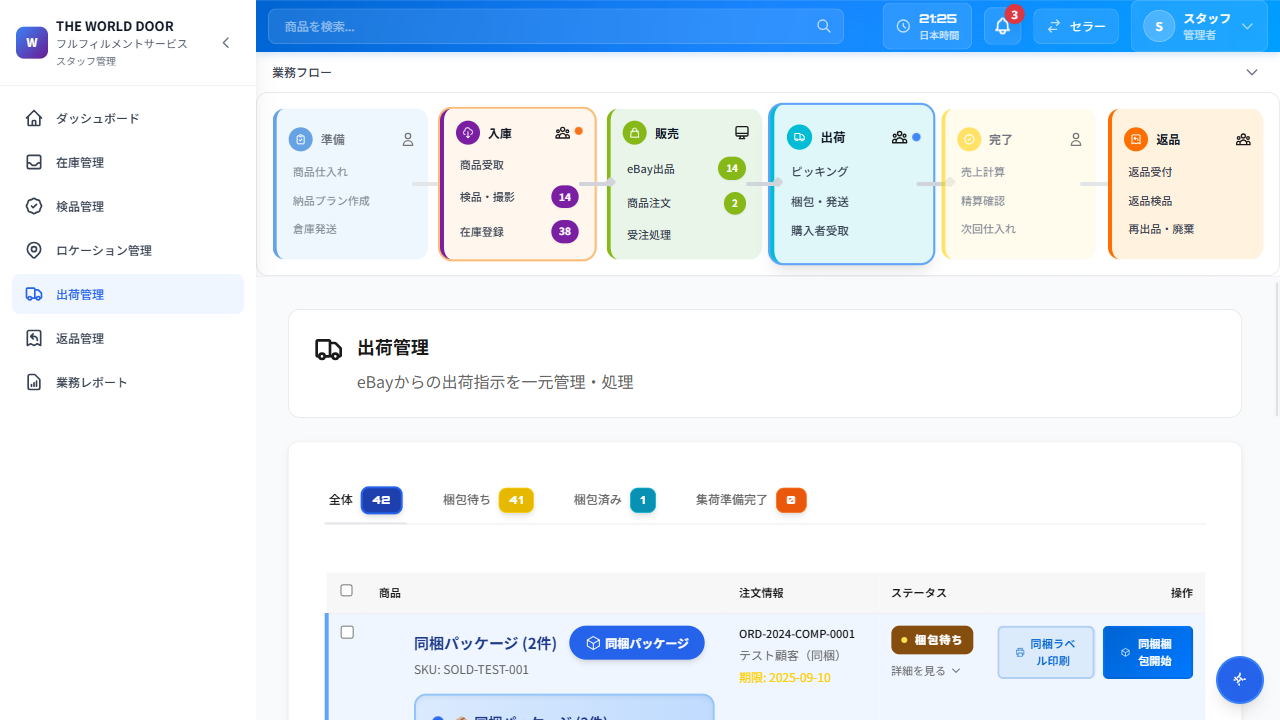 W
THE WORLD DOOR
フルフィルメントサービス
スタッフ管理
商品を検索...
21:25
日本時間
3
セラー
S
スタッフ
管理者
ダッシュボード
在庫管理
検品管理
ロケーション管理
出荷管理
返品管理
業務レポート
業務フロー
準備
商品仕入れ
納品プラン作成
倉庫発送
入庫
商品受取
検品・撮影 14
在庫登録 38
販売
eBay出品 14
商品注文 2
受注処理
出荷
ピッキング
梱包・発送
購入者受取
完了
売上計算
精算確認
次回仕入れ
返品
返品受付
返品検品
再出品・廃棄
出荷管理
eBayからの出荷指示を一元管理・処理
全体 42 梱包待ち 41 梱包済み 1 集荷準備完了 0
商品 注文情報 ステータス 操作
同梱パッケージ (2件) 同梱パッケージ
SKU: SOLD-TEST-001
ORD-2024-COMP-0001
テスト顧客（同梱）
期限: 2025-09-10
梱包待ち
詳細を見る
同梱ラベ
ル印刷
同梱梱
包開始
同梱パッケージ (2件)